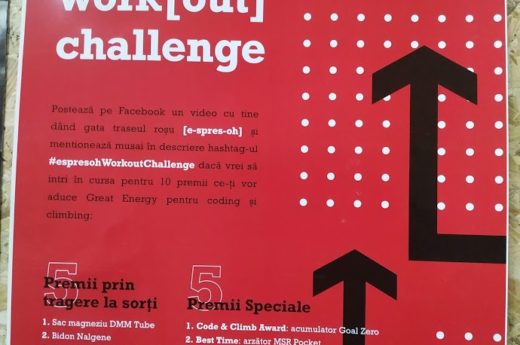 work[out]
challenge
Postează pe Facebook un video cu tine
dând gata traseul roșu [e-spres-oh] și
mentionează musai în descriere hashtag-ul
#espresohWorkoutChallenge dacă vrei să
intri în cursa pentru 10 premii ce-ți vor
aduce Great Energy pentru coding și
climbing:
5
Premii prin
tragere la sorți
1. Sac magneziu DMM Tube
2. Bidon Nalgene
5
Premii Speciale
1. Code & Climb Award: acumulator Goal Zero
2. Best Time: arzător MSR Pocket